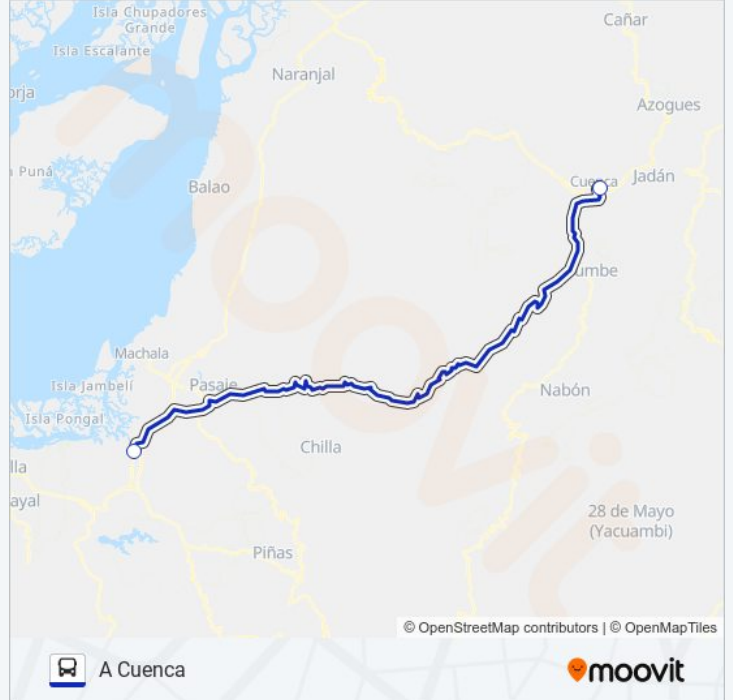 Isla Chupadores
Grande
Cañar
Isla Escalante
Naranjal
orja
Azogues
a Puná
Cuenca
Jadán
Balao
umbe
Machala
Isla Jambelí
Pasaje
Nabón
Isla Pongal
Chilla
lla
ayal
28 de Mayo
(Yacuambi)
Piñas
moovit
© OpenStreetMap contributors | © OpenMapTiles
A Cuenca
moovit